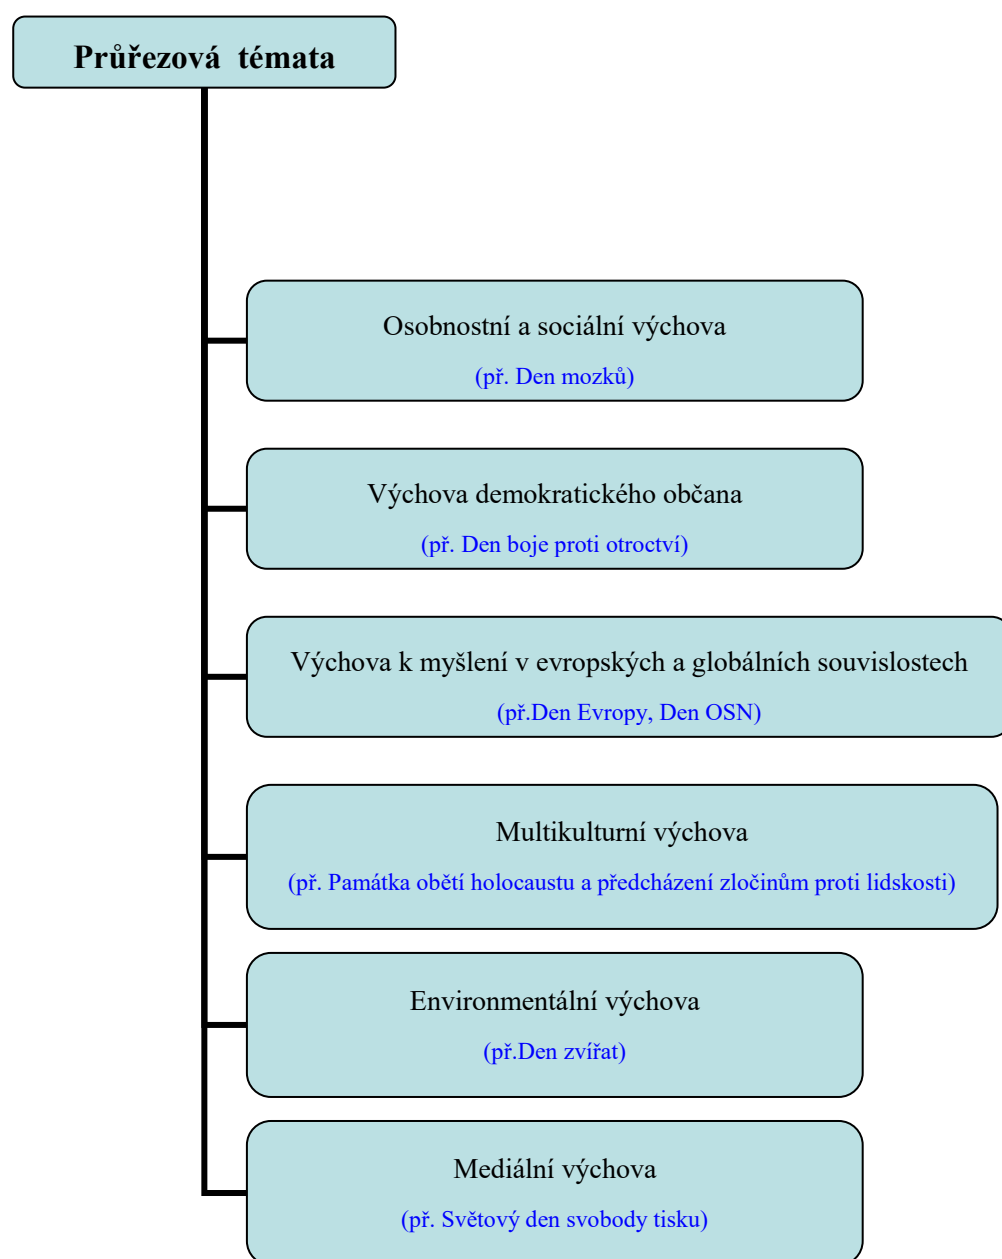 Průřezová témata
Osobnostní a sociální výchova
(př. Den mozků)
Výchova demokratického občana
(př. Den boje proti otroctví)
Výchova k myšlení v evropských a globálních souvislostech
(př.Den Evropy, Den OSN)
Multikulturní výchova
(př. Památka obětí holocaustu a předcházení zločinům proti lidskosti)
Environmentální výchova
(př.Den zvířat)
Mediální výchova
(př. Světový den svobody tisku)